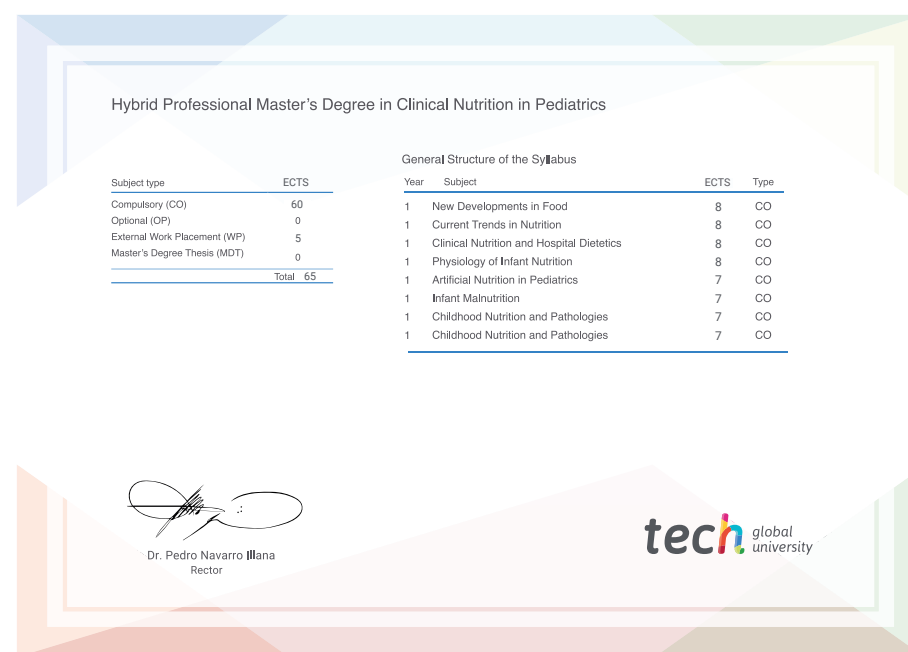 Hybrid Professional Master's Degree in Clinical Nutrition in Pediatrics
General Structure of the Syllabus
Subject type ECTS
Compulsory (CO) 60
Optional (OP) 0
External Work Placement (WP) 5
Master's Degree Thesis (MDT) 0
Total 65
Year Subject ECTS Type
1 New Developments in Food 8 CO
1 Current Trends in Nutrition 8 CO
1 Clinical Nutrition and Hospital Dietetics 8 CO
1 Physiology of Infant Nutrition 8 CO
1 Artificial Nutrition in Pediatrics 7 CO
1 Infant Malnutrition 7 CO
1 Childhood Nutrition and Pathologies 7 CO
1 Childhood Nutrition and Pathologies 7 CO
Dr. Pedro Navarro Illana
Rector
tech global
university